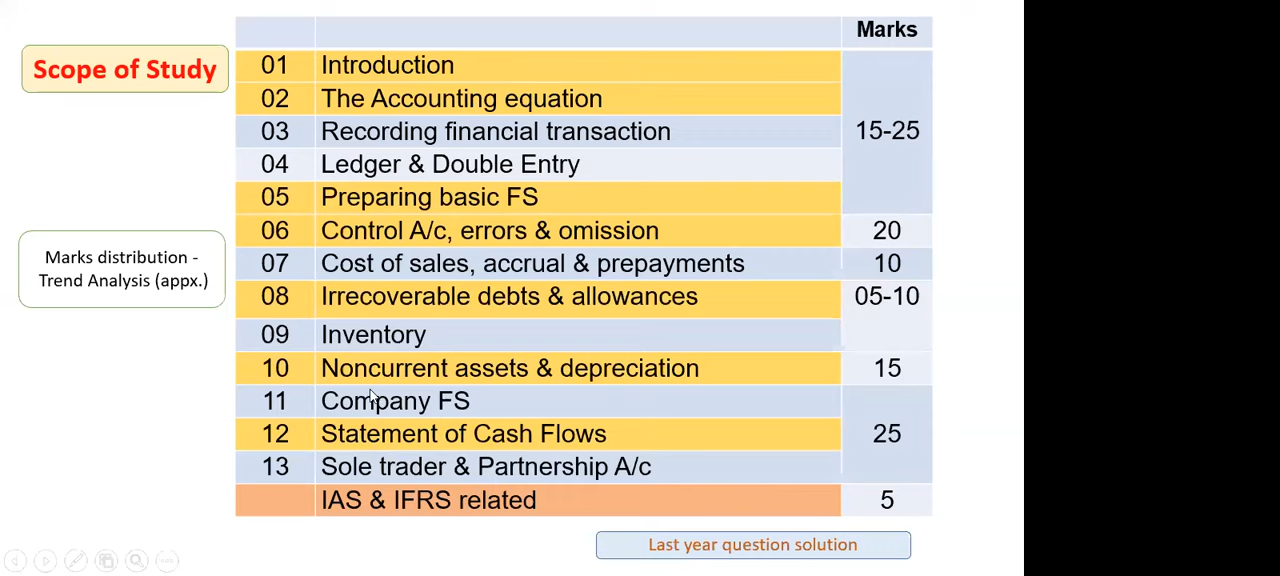 Marks
Scope of Study
01 Introduction
02 The Accounting equation
03 Recording financial transaction 15-25
04 Ledger & Double Entry
05 Preparing basic FS
06 Control A/c, errors & omission 20
Marks distribution -
Trend Analysis (appx.)
07 Cost of sales, accrual & prepayments 10
08 Irrecoverable debts & allowances 05-10
09 Inventory
10 Noncurrent assets & depreciation 15
11 Company FS
12 Statement of Cash Flows 25
13 Sole trader & Partnership A/c
IAS & IFRS related 5
Last year question solution